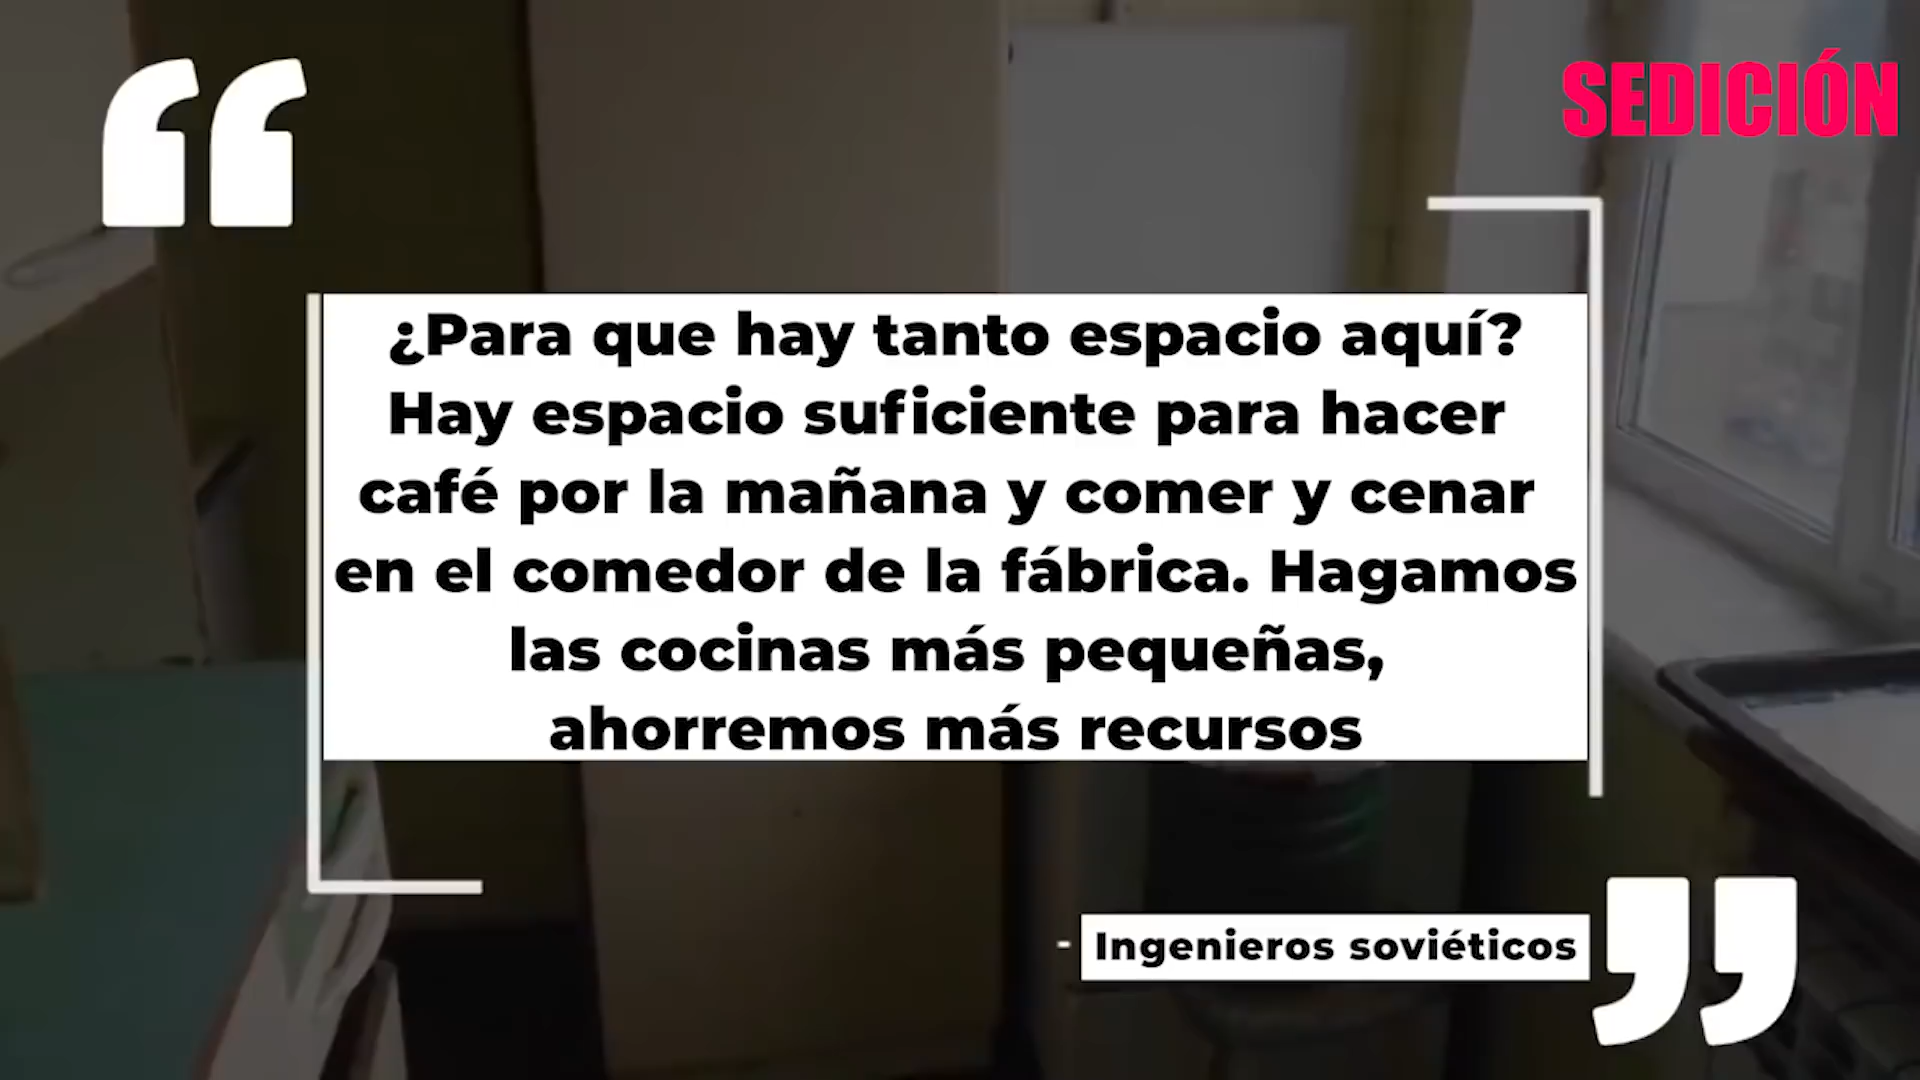 SEDICIÓN
¿Para que hay tanto espacio aquí?
Hay espacio suficiente para hacer
café por la mañana y comer y cenar
en el comedor de la fábrica. Hagamos
las cocinas más pequeñas,
ahorremos más recursos
- Ingenieros soviéticos